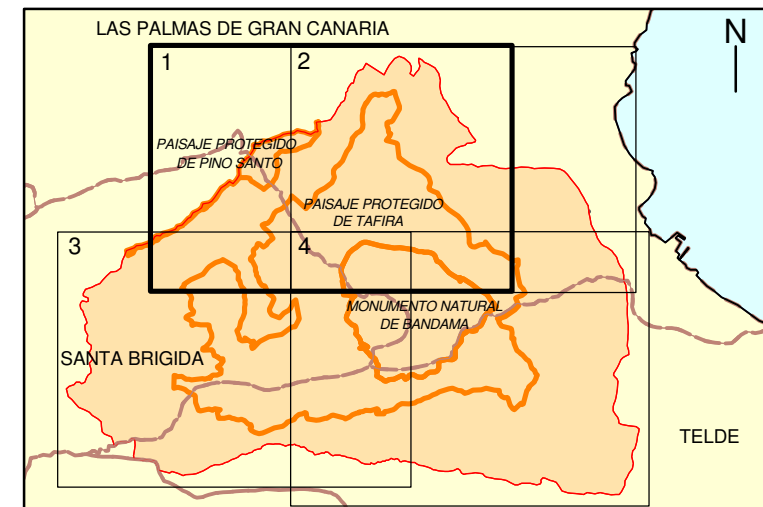 LAS PALMAS DE GRAN CANARIA
N
1
2
PAISAJE PROTEGIDO
DE PINO SANTO
PAISAJE PROTEGIDO
DE TAFIRA
3
4
MONUMENTO NATURAL
DE BANDAMA
SANTA BRIGIDA
TELDE